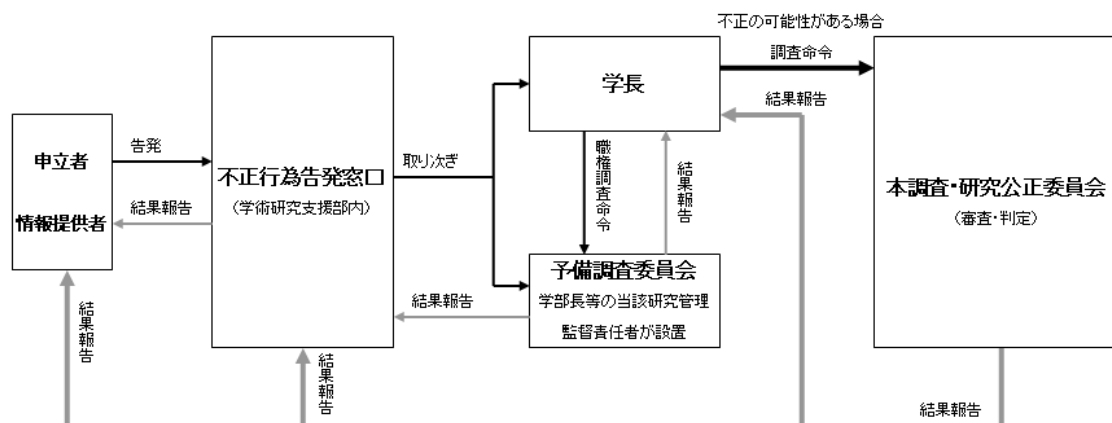 不正の可能性がある場合
調査命令
学長
結果報告
申立者
情報提供者
告発
結果報告
不正行為告発窓口
（学術研究支援部内）
取り次ぎ
職権調査命令
結果報告
本調査・研究公正委員会
（審査・判定）
予備調査委員会
学部長等の当該研究管理
監督責任者が設置
結果報告
結果報告
結果報告
結果報告